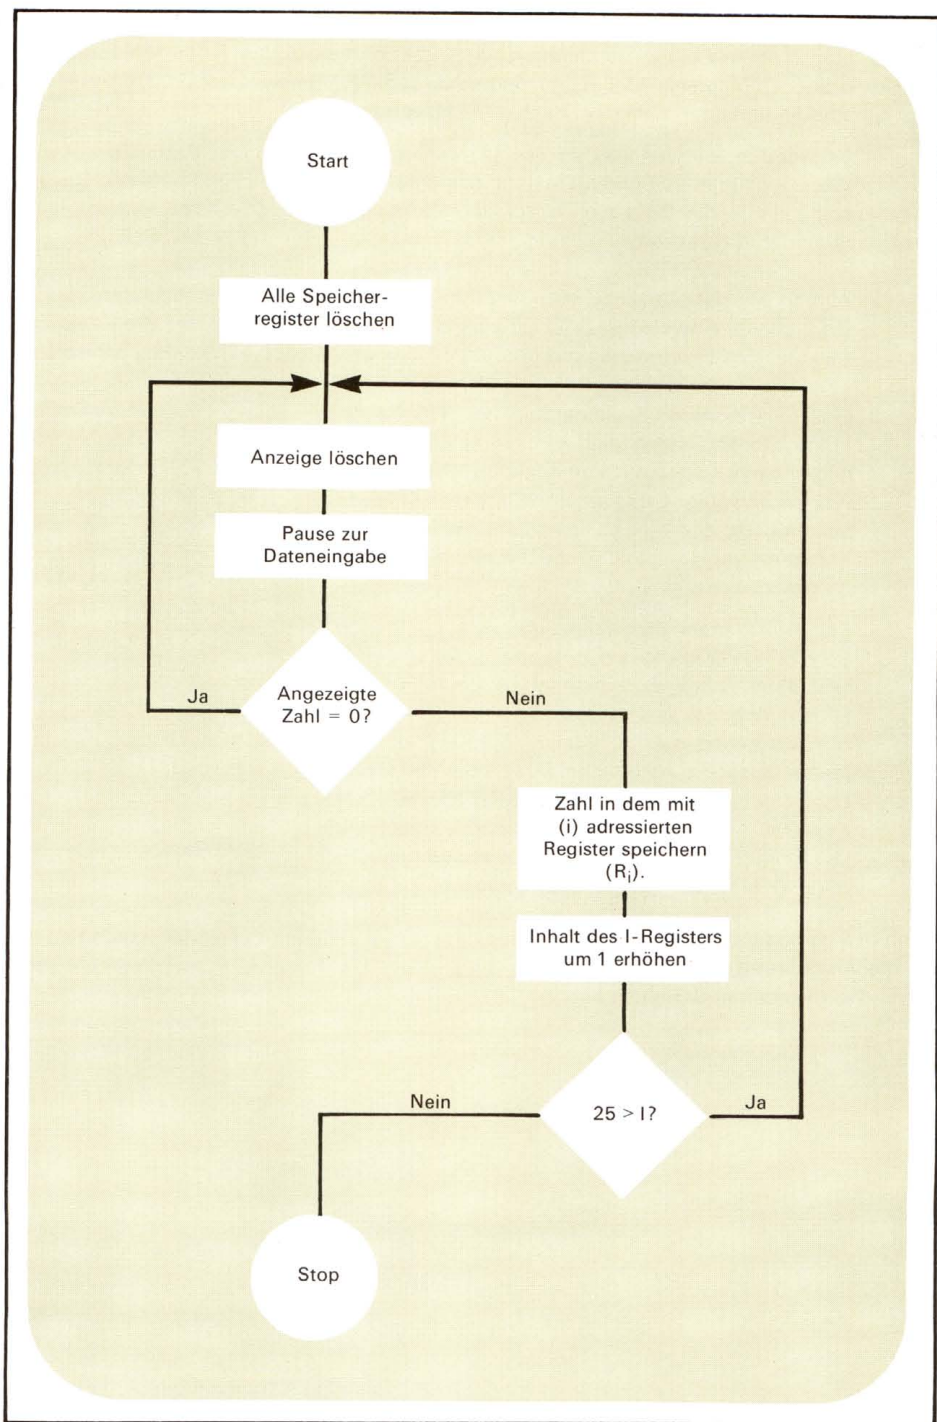 Start
Alle Speicher-
register löschen
Anzeige löschen
Pause zur
Dateneingabe
Angezeigte
Zahl = 0?
Ja
Nein
Zahl in dem mit
(i) adressierten
Register speichern
(Ri).
Inhalt des I-Registers
um 1 erhöhen
25 > I?
Nein
Ja
Stop